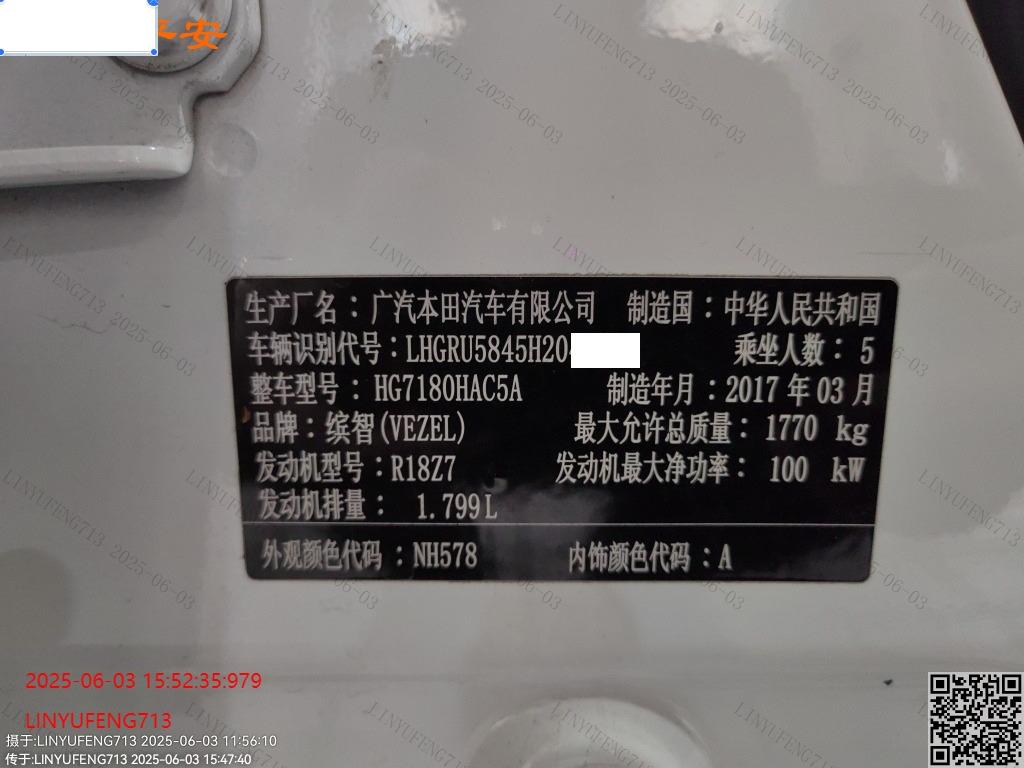 平安
生产厂名：广汽本田汽车有限公司 制造国：中华人民共和国
车辆识别代号：LHGRU5845H20 乘坐人数：5
整车型号：HG7180HAC5A 制造年月：2017年03月
品牌：缤智(VEZEL) 最大允许总质量：1770 kg
发动机型号：R18Z7 发动机最大净功率：100 kW
发动机排量：1.799L
外观颜色代码：NH578 内饰颜色代码：A
2025-06-03 15:52:35:979
LINYUFENG713
摄于:LINYUFENG713 2025-06-03 11:56:10
传于:LINYUFENG713 2025-06-03 15:47:40
LINYUFENG713 2025-06-03